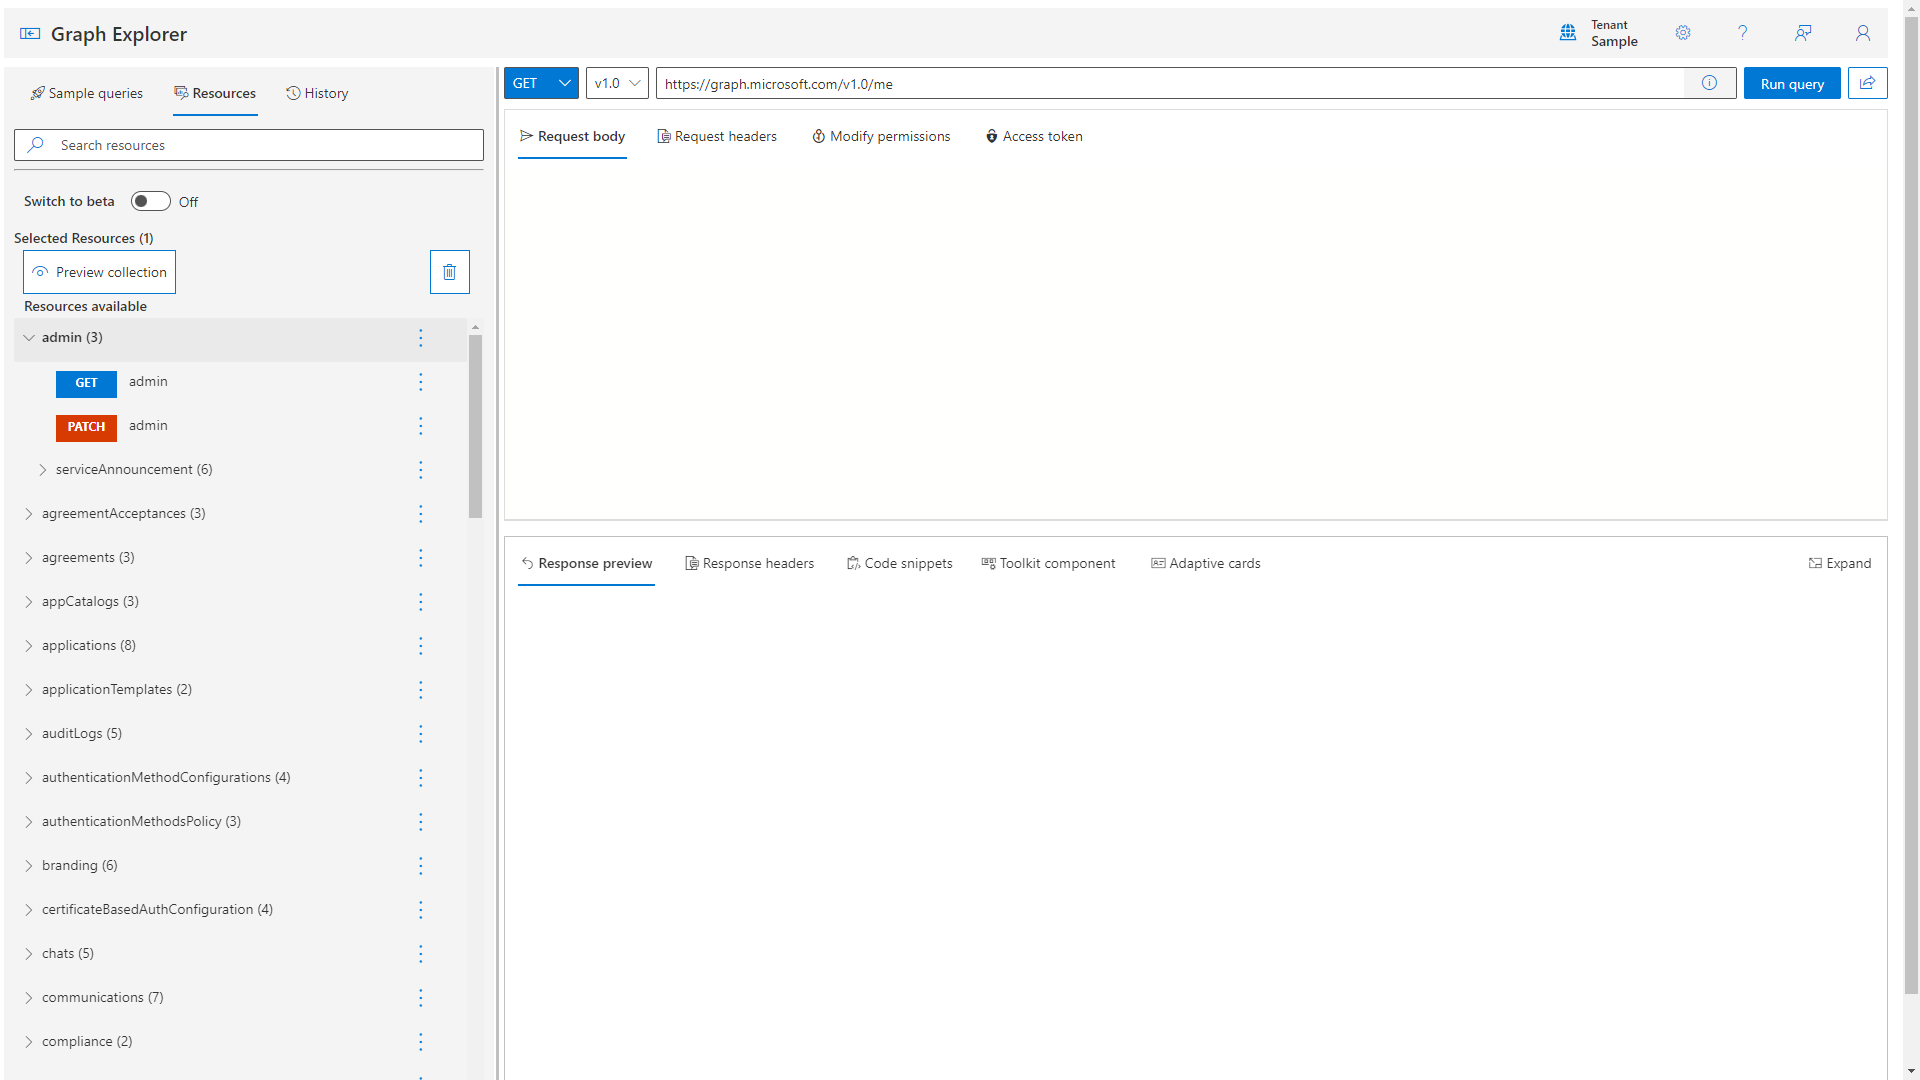 Graph Explorer
Tenant
Sample
Sample queries
Resources
History
Search resources
Switch to beta
Off
Selected Resources (1)
Preview collection
Resources available
admin (3)
GET admin
PATCH admin
serviceAnnouncement (6)
agreementAcceptances (3)
agreements (3)
appCatalogs (3)
applications (8)
applicationTemplates (2)
auditLogs (5)
authenticationMethodConfigurations (4)
authenticationMethodsPolicy (3)
branding (6)
certificateBasedAuthConfiguration (4)
chats (5)
communications (7)
compliance (2)
GET
v1.0
https://graph.microsoft.com/v1.0/me
Run query
Request body
Request headers
Modify permissions
Access token
Response preview
Response headers
Code snippets
Toolkit component
Adaptive cards
Expand